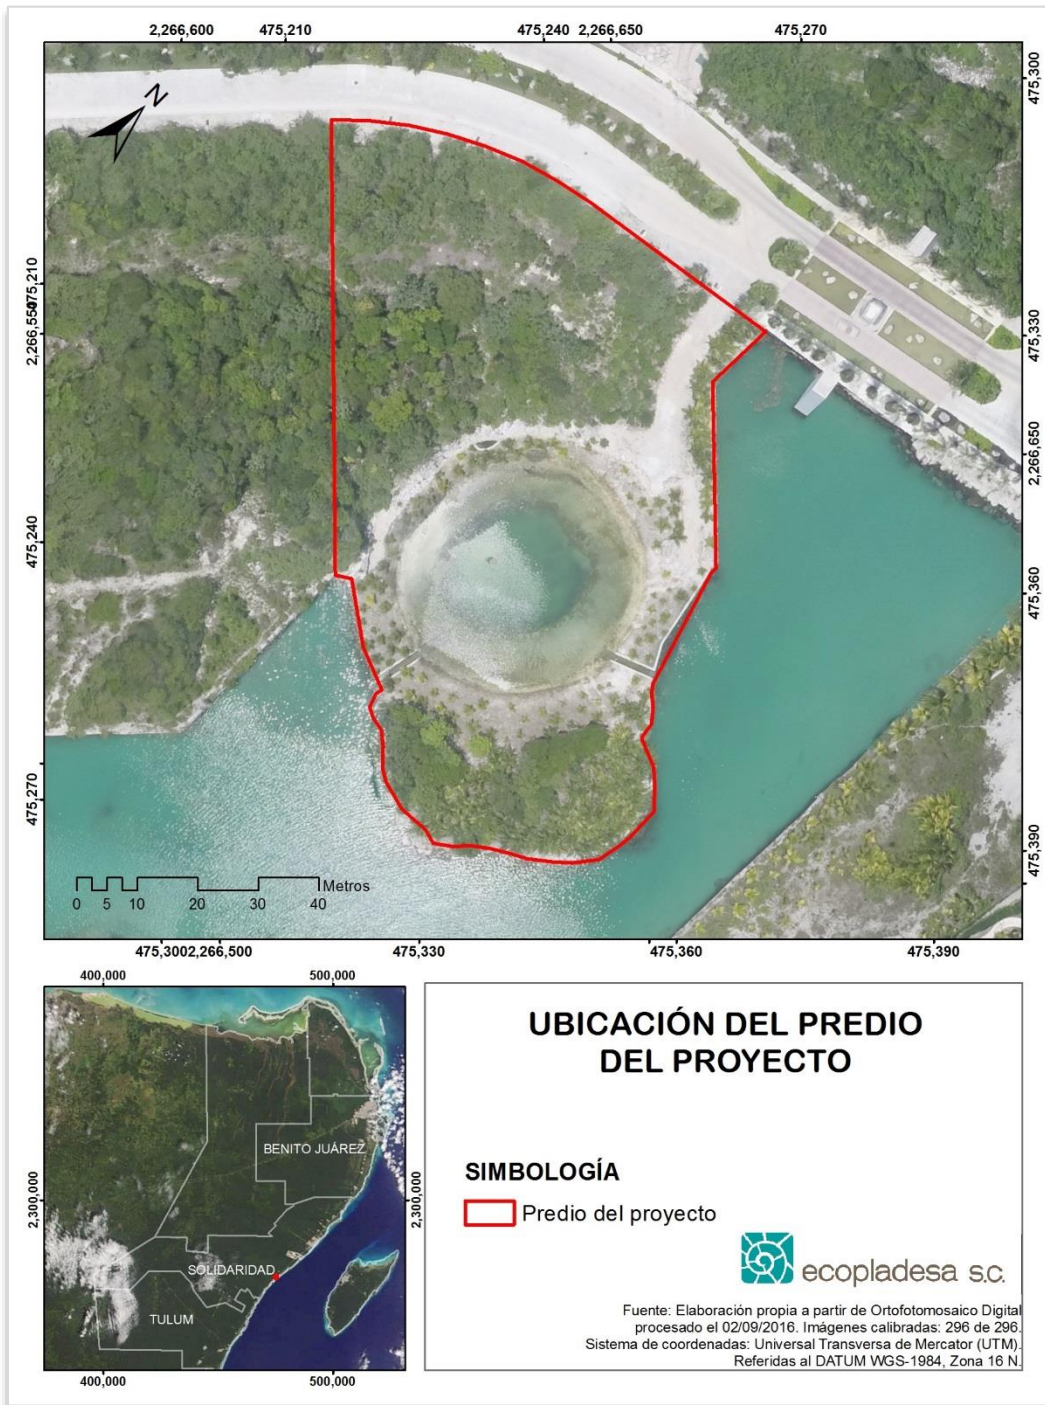 2,266,600 475,210 475,240 2,266,650 475,270
475,300
N
475,210
475,330
2,266,650
475,240
475,360
475,270
475,390
Metros
0 5 10 20 30 40
475,3002,266,500 475,330 475,360 475,390
400,000 500,000
UBICACIÓN DEL PREDIO
DEL PROYECTO
BENITO JUÁREZ
SIMBOLOGÍA
2,300,000 2,300,000
Predio del proyecto
SOLIDARIDAD
ecopladesa s.c.
TULUM
Fuente: Elaboración propia a partir de Ortofotomosaico Digital
procesado el 02/09/2016. Imágenes calibradas: 296 de 296.
Sistema de coordenadas: Universal Transversa de Mercator (UTM).
Referidas al DATUM WGS-1984, Zona 16 N.
400,000 500,000